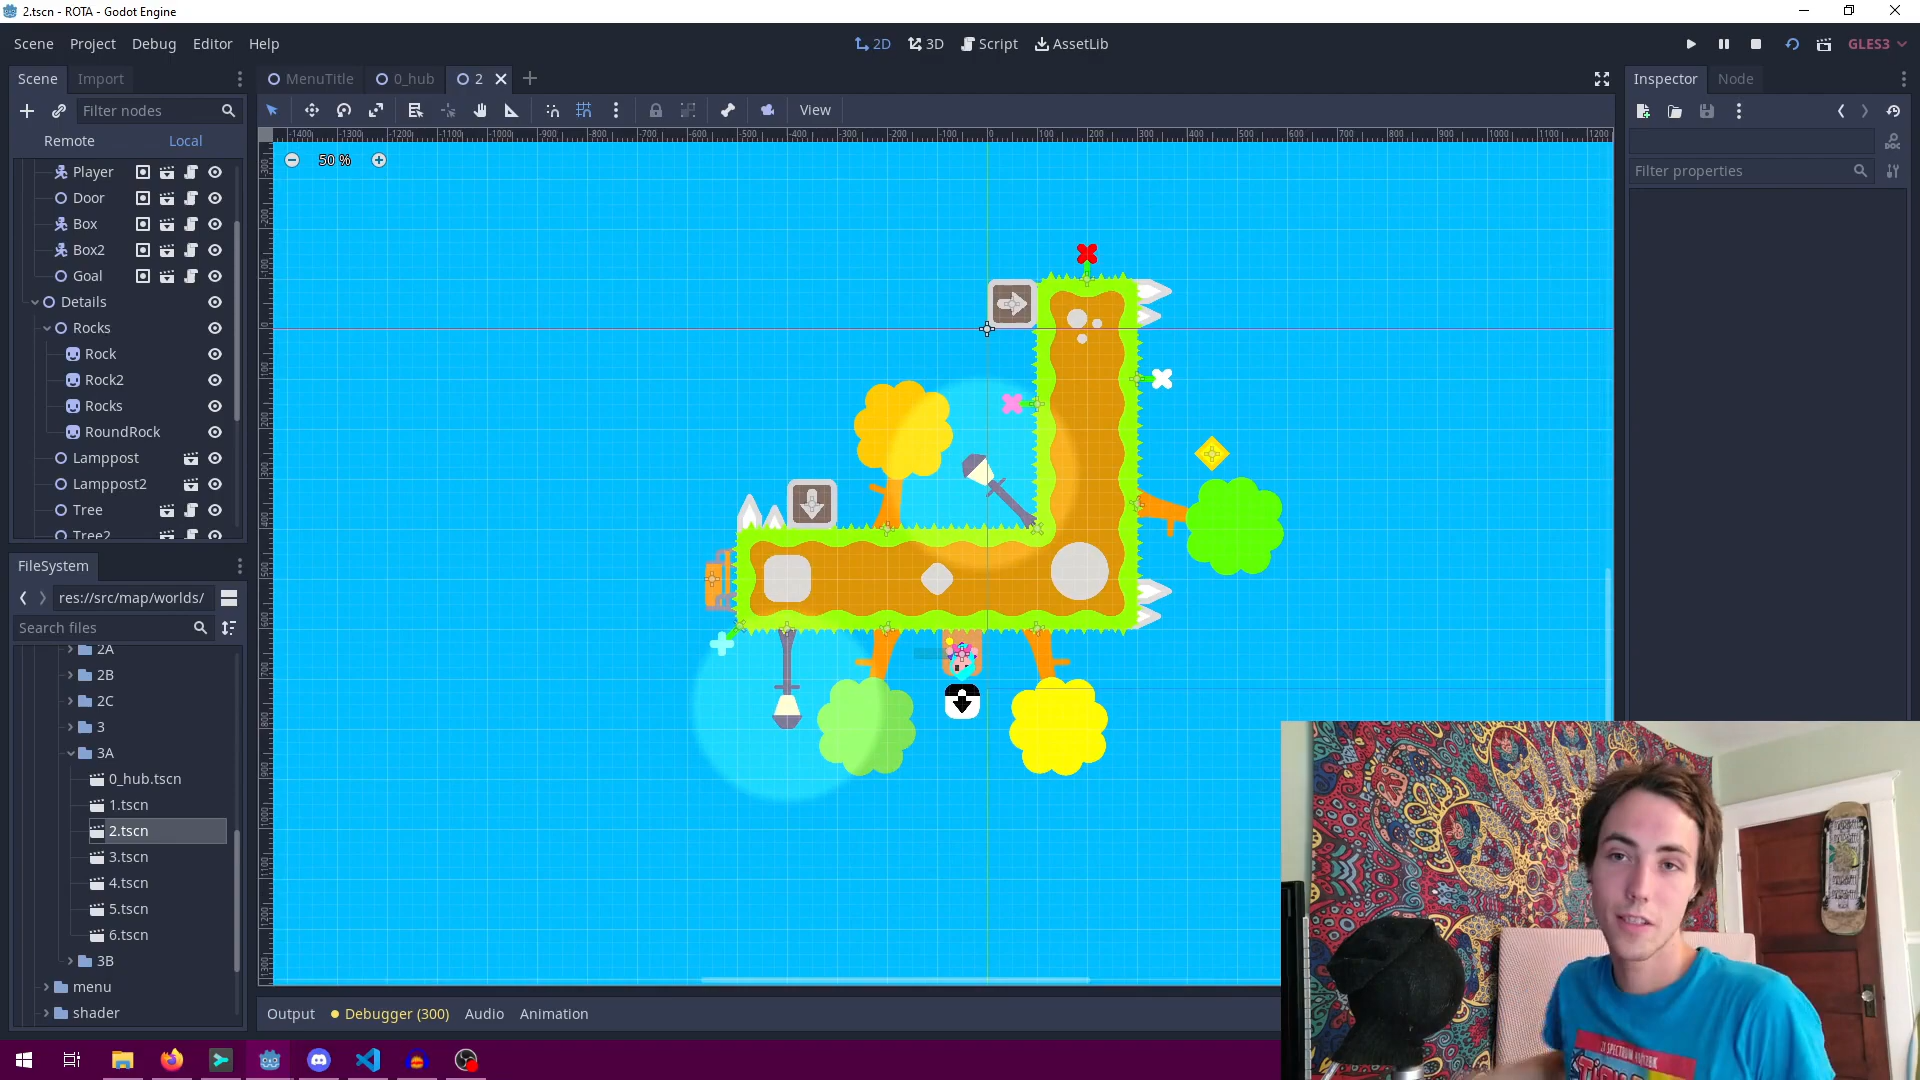 2.tscn - ROTA - Godot Engine
Scene Project Debug Editor Help
2D 3D Script AssetLib
GLES3
Scene Import
MenuTitle 0_hub 2
Inspector Node
Filter nodes
View
Remote Local
50 %
Filter properties
Player
Door
Box
Box2
Goal
Details
Rocks
Rock
Rock2
Rocks
RoundRock
Lamppost
Lamppost2
Tree
Tree2
FileSystem
res://src/map/worlds/
Search files
2A
2B
2C
3
3A
0_hub.tscn
1.tscn
2.tscn
3.tscn
4.tscn
5.tscn
6.tscn
3B
menu
shader
Output Debugger (300) Audio Animation